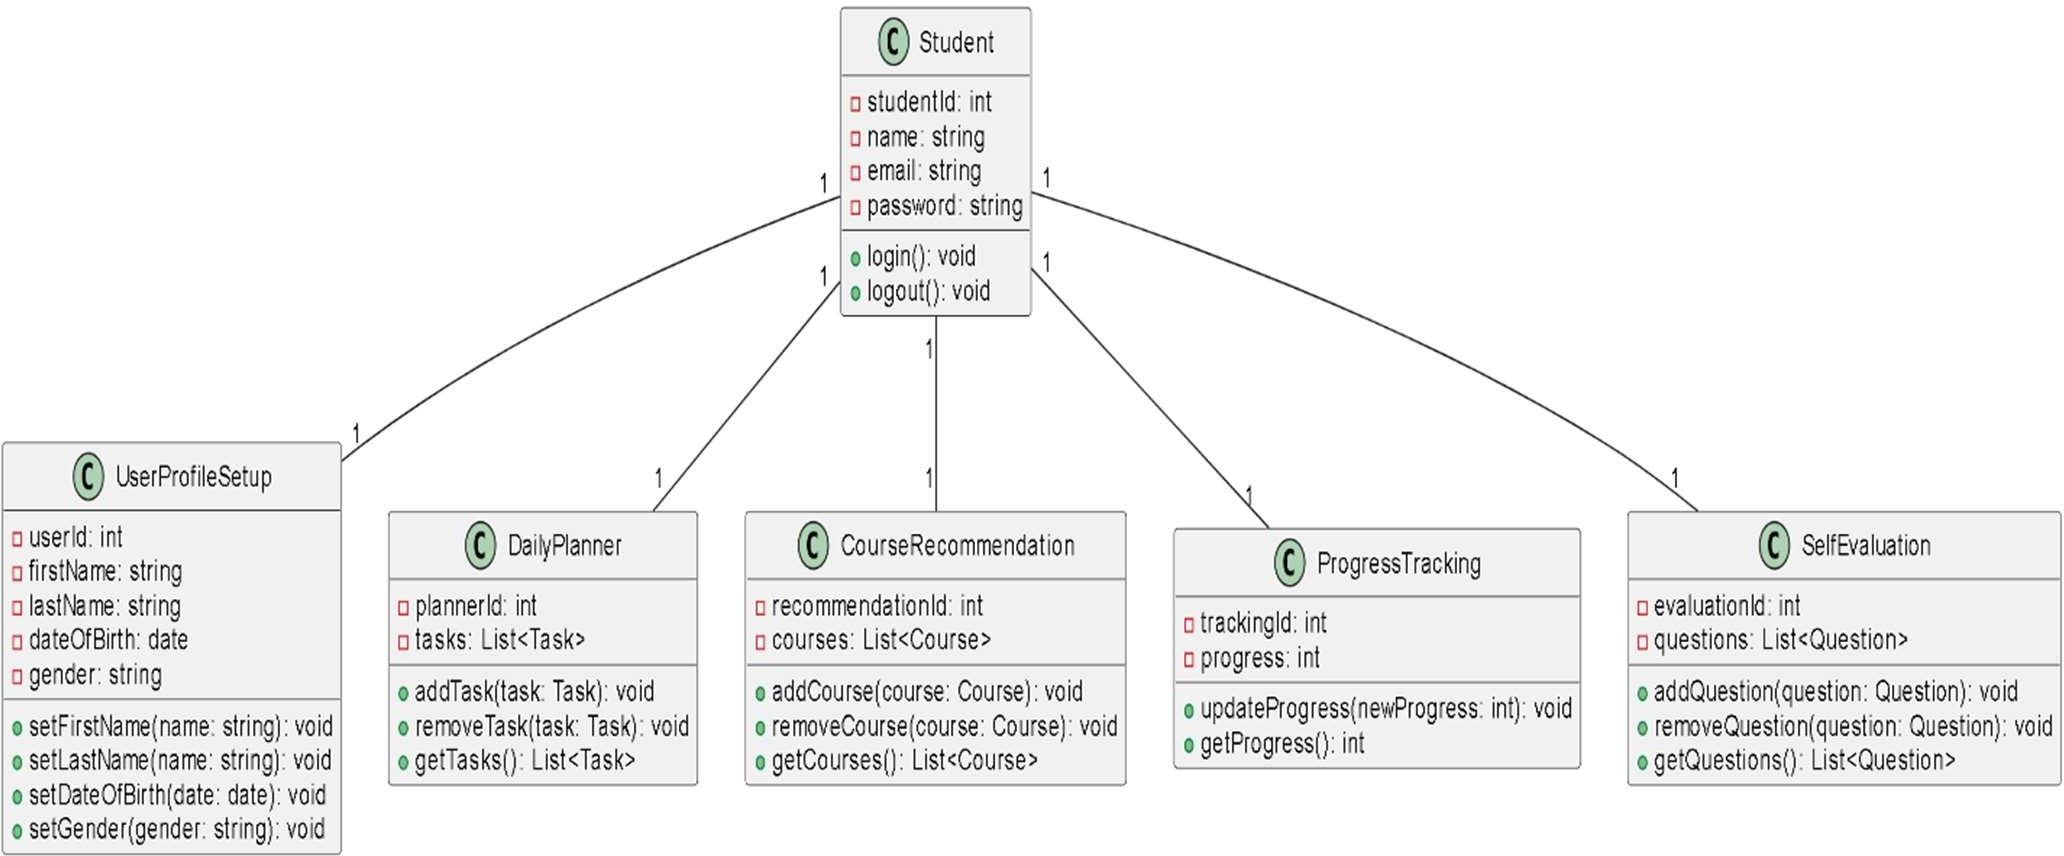 C Student
studentId: int
name: string
email: string
password: string
login(): void
logout(): void
1
1
1
1
1
1
1
1
1
1
C UserProfileSetup
userId: int
firstName: string
lastName: string
dateOfBirth: date
gender: string
setFirstName(name: string): void
setLastName(name: string): void
setDateOfBirth(date: date): void
setGender(gender: string): void
C DailyPlanner
plannerId: int
tasks: List<Task>
addTask(task: Task): void
removeTask(task: Task): void
getTasks(): List<Task>
C CourseRecommendation
recommendationId: int
courses: List<Course>
addCourse(course: Course): void
removeCourse(course: Course): void
getCourses(): List<Course>
C ProgressTracking
trackingId: int
progress: int
updateProgress(newProgress: int): void
getProgress(): int
C SelfEvaluation
evaluationId: int
questions: List<Question>
addQuestion(question: Question): void
removeQuestion(question: Question): void
getQuestions(): List<Question>